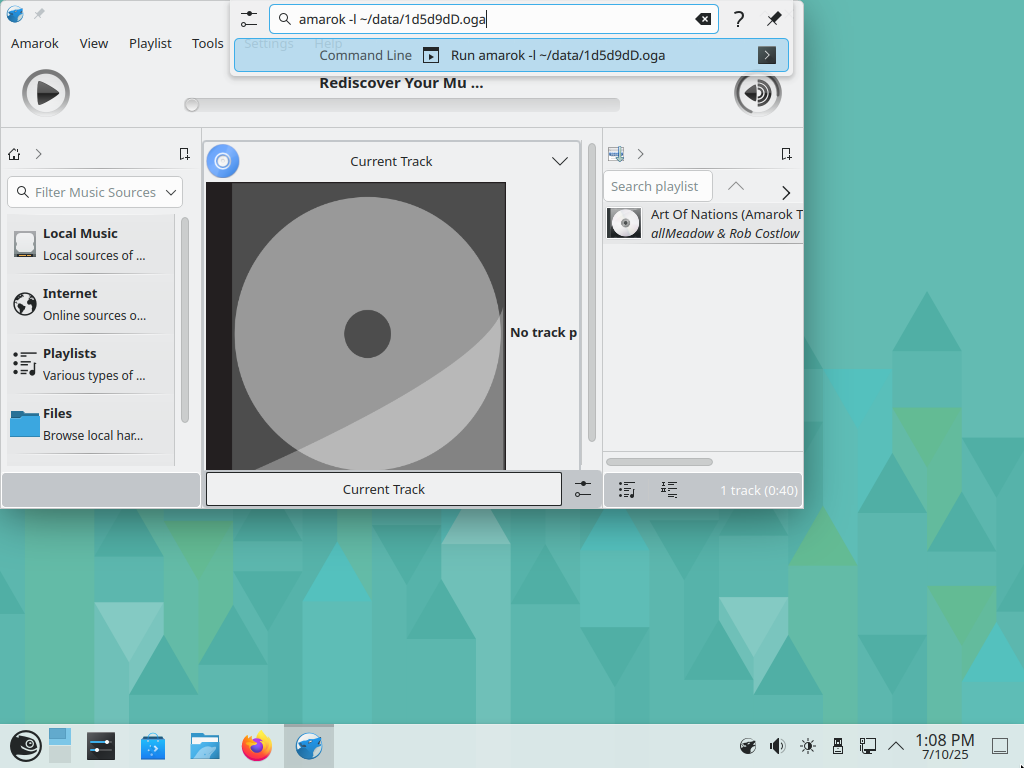 amarok -l ~/data/1d5d9dD.oga
?
Command Line Run amarok -l ~/data/1d5d9dD.oga
Amarok View Playlist Tools Settings Help
Rediscover Your Mu ...
Filter Music Sources
Local Music
Local sources of ...
Internet
Online sources o...
Playlists
Various types of ...
Files
Browse local har...
Current Track
No track p
Current Track
Search playlist
Art Of Nations (Amarok T
allMeadow & Rob Costlow
1 track (0:40)
1:08 PM
7/10/25